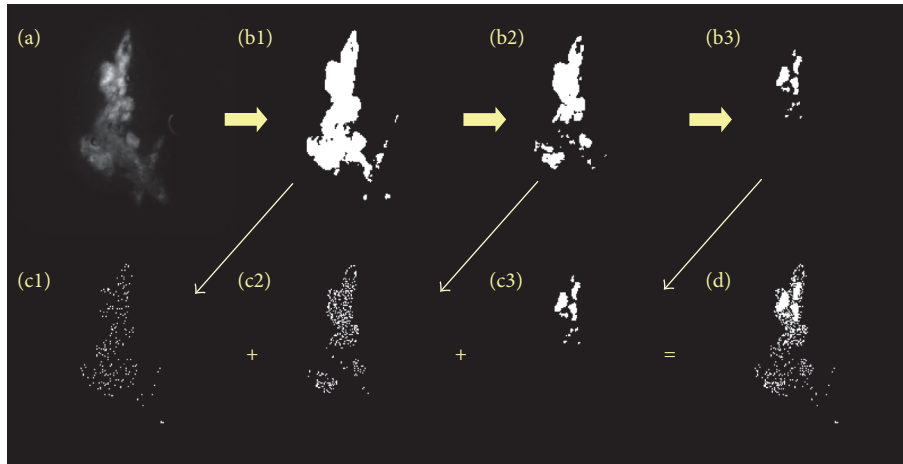 (a)
(b1)
(b2)
(b3)
(c1)
(c2)
(c3)
(d)
+
+
=